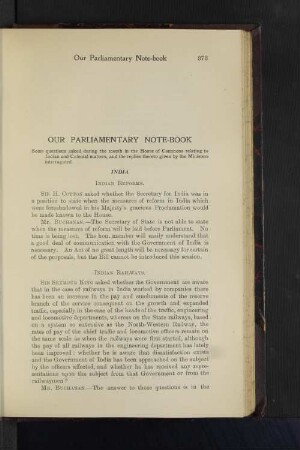 Our Parliamentary Note-book 875
OUR PARLIAMENTARY NOTE-BOOK
Some questions asked during the month in the House of Commons relating to
Indian and Colonial matters, and the replies thereto given by the Ministers
interrogated
INDIA
INDIAN REFORMS.
SIR H. COTTON asked whether the Secretary for India was in
a position to state when the measures of reform in India which
were foreshadowed in his Majesty's gracious Proclamation would
be made known to the House.
MR. BUCHANAN.—The Secretary of State is not able to state
when the measures of reform will be laid before Parliament. No
time is being lost. The hon. member will easily understand that
a good deal of communication with the Government of India is
necessary. An Act of no great length will be necessary for certain
of the proposals, but the Bill cannot be introduced this session.
INDIAN RAILWAYS.
SIR SEYMOUR KING asked whether the Government are aware
that in the case of railways in India worked by companies there
has been an increase in the pay and emoluments of the reserve
branch of the service consequent on the growth and expanded
traffic, especially in the case of the heads of the traffic, engineering
and locomotive departments, whereas on the State railways, based
on a system as extensive as the North-Western Railway, the
rates of pay of the chief traffic and locomotive officers remain on
the same scale as when the railways were first started, although
the pay of all railways in the engineering department has lately
been improved; whether he is aware that dissatisfaction exists
and the Government of India has been approached on the subject
by the officers affected; and whether he has received any repre-
sentations upon the subject from that Government or from the
railwaymen?
MR. BUCHANAN.—The answer to these questions is in the